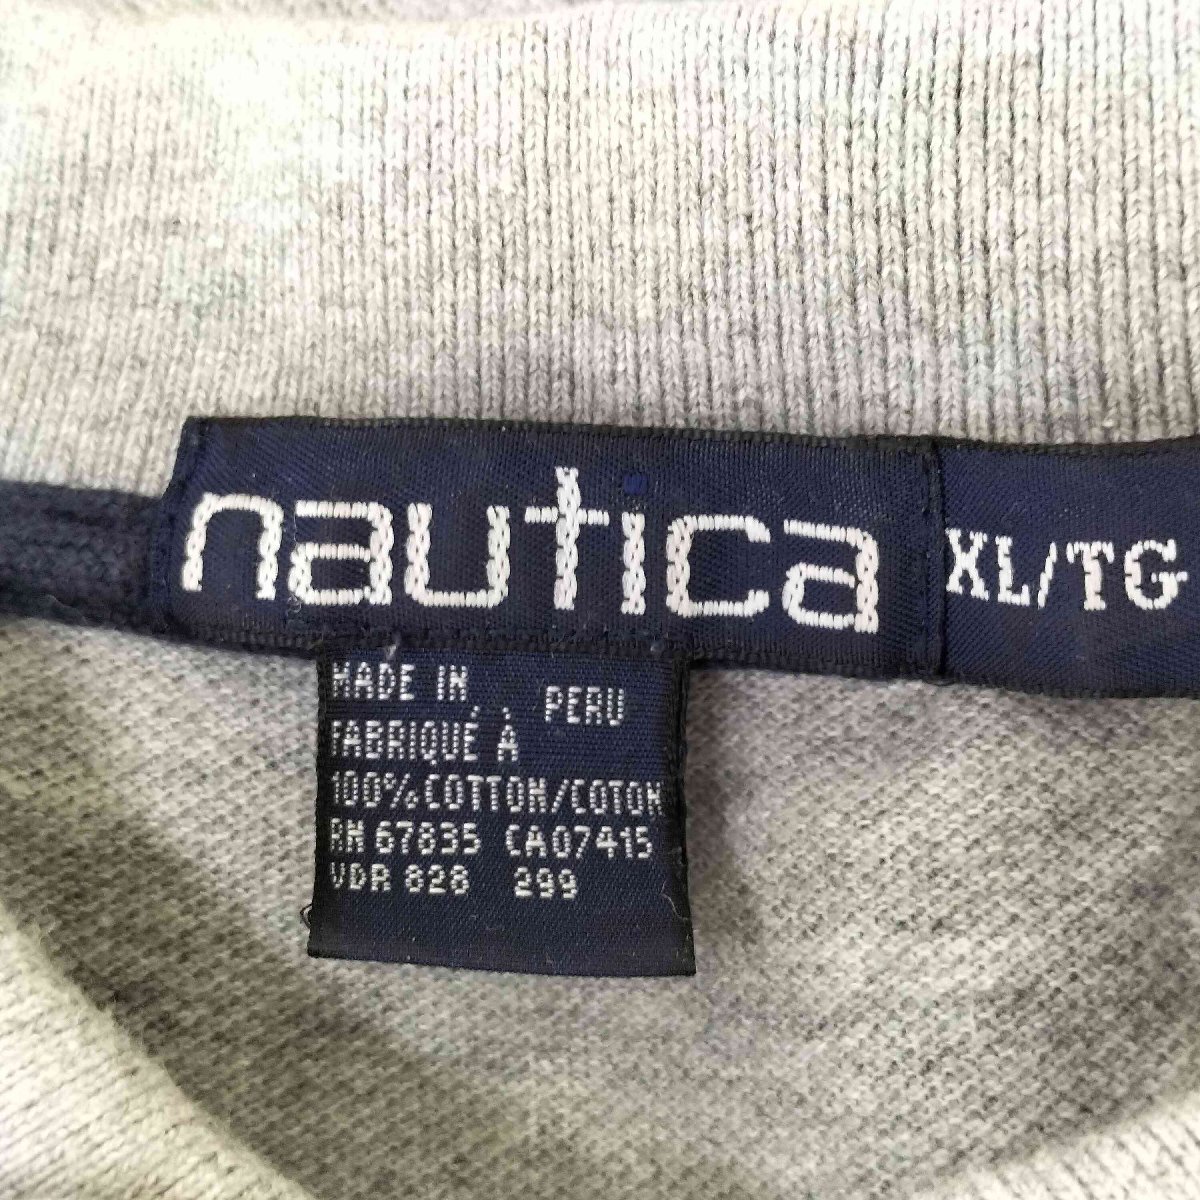 nautica
XL/TG
MADE IN
PERU
FABRIQUÉ À
100% COTTON/COTON
RN 67835 CA07415
VDR 828 299